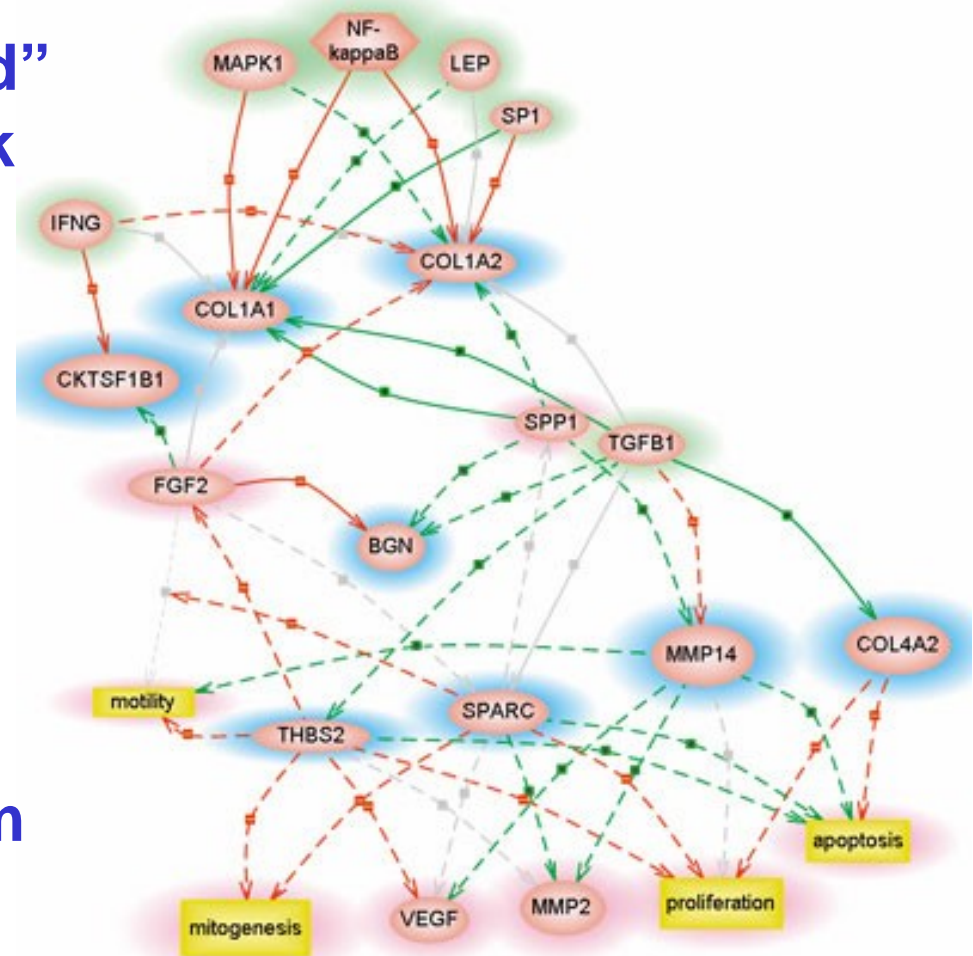 d”
k
m
NF-
kappaB
MAPK1
LEP
SP1
IFNG
COL1A2
COL1A1
CKTSF1B1
SPP1
TGFB1
FGF2
BGN
MMP14
COL4A2
motility
SPARC
THBS2
apoptosis
mitogenesis
VEGF
MMP2
proliferation